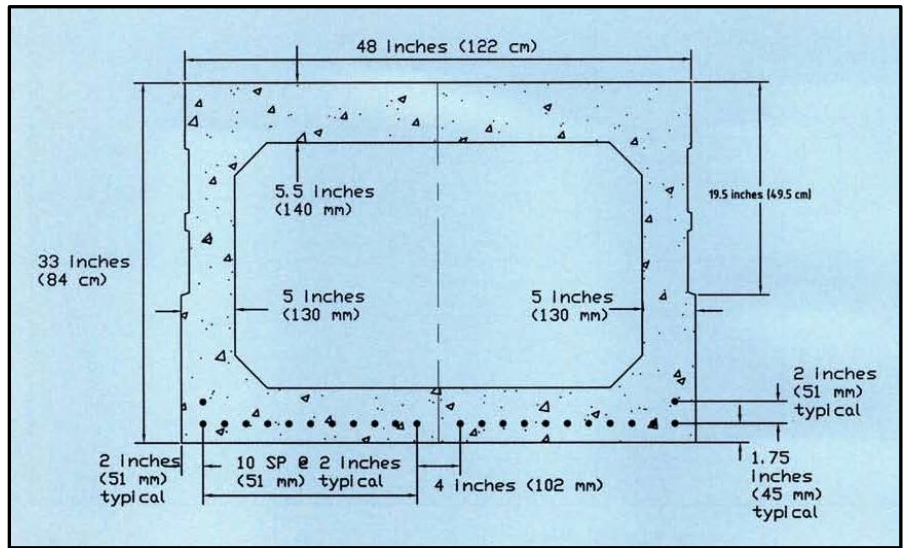 48 Inches (122 cm)
5.5 Inches
(140 mm)
19.5 inches (49.5 cm)
33 Inches
(84 cm)
5 Inches
(130 mm)
5 Inches
(130 mm)
2 inches
(51 mm)
typical
2 Inches
(51 mm)
typical
10 SP @ 2 Inches
(51 mm) typical
4 Inches (102 mm)
1.75
Inches
(45 mm)
typical